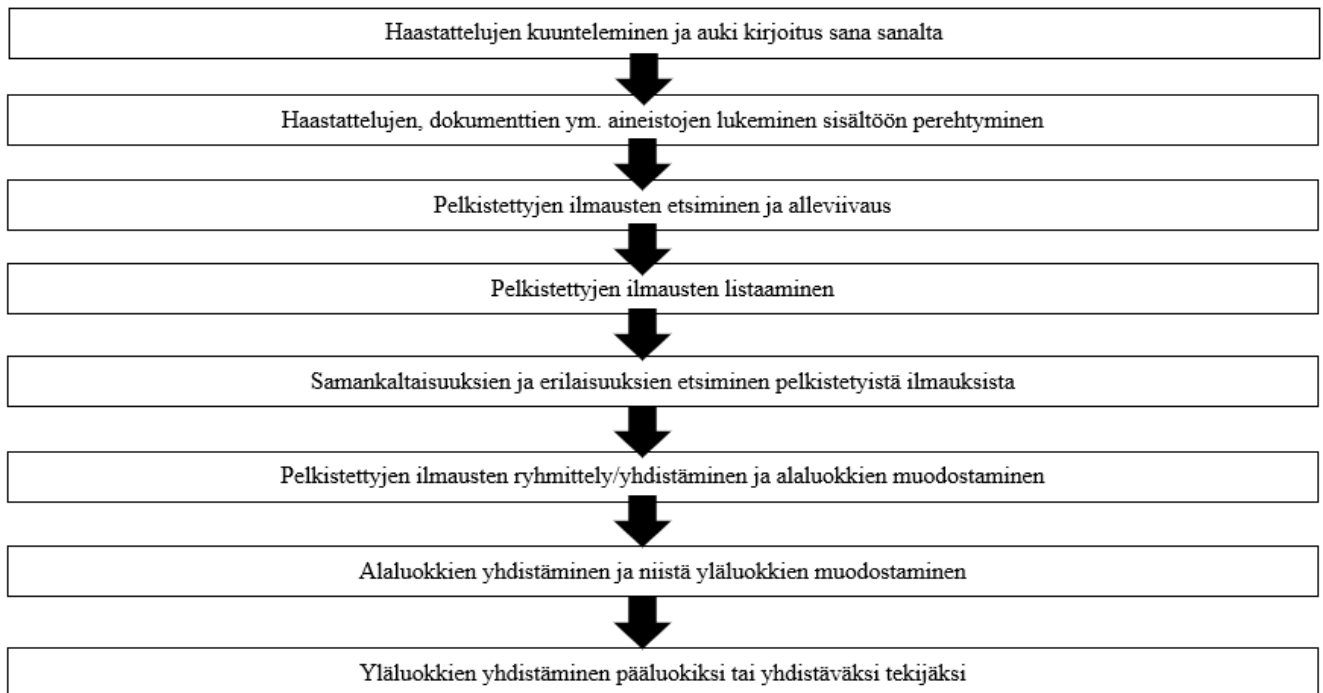 Haastattelujen kuunteleminen ja auki kirjoitus sana sanalta
Haastattelujen, dokumenttien ym. aineistojen lukeminen sisältöön perehtyminen
Pelkistettyjen ilmausten etsiminen ja alleviivaus
Pelkistettyjen ilmausten listaaminen
Samankaltaisuuksien ja erilaisuuksien etsiminen pelkistetyistä ilmauksista
Pelkistettyjen ilmausten ryhmittely/yhdistäminen ja alaluokkien muodostaminen
Alaluokkien yhdistäminen ja niistä yläluokkien muodostaminen
Yläluokkien yhdistäminen pääluokiksi tai yhdistäväksi tekijäksi